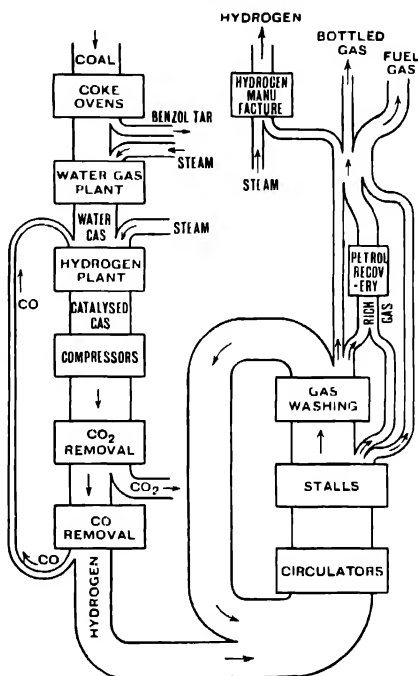 COAL
COKE
OVENS
BENZOL TAR
STEAM
WATER GAS
PLANT
WATER
GAS
STEAM
HYDROGEN
PLANT
CO
CATALYSED
GAS
COMPRESSORS
CO2
REMOVAL
CO2
CO
REMOVAL
CO
HYDROGEN
HYDROGEN
HYDROGEN
MANU
FACTURE
STEAM
BOTTLED
GAS
FUEL
GAS
PETROL
RECOV
-ERY
RICH
GAS
GAS
WASHING
STALLS
CIRCULATORS